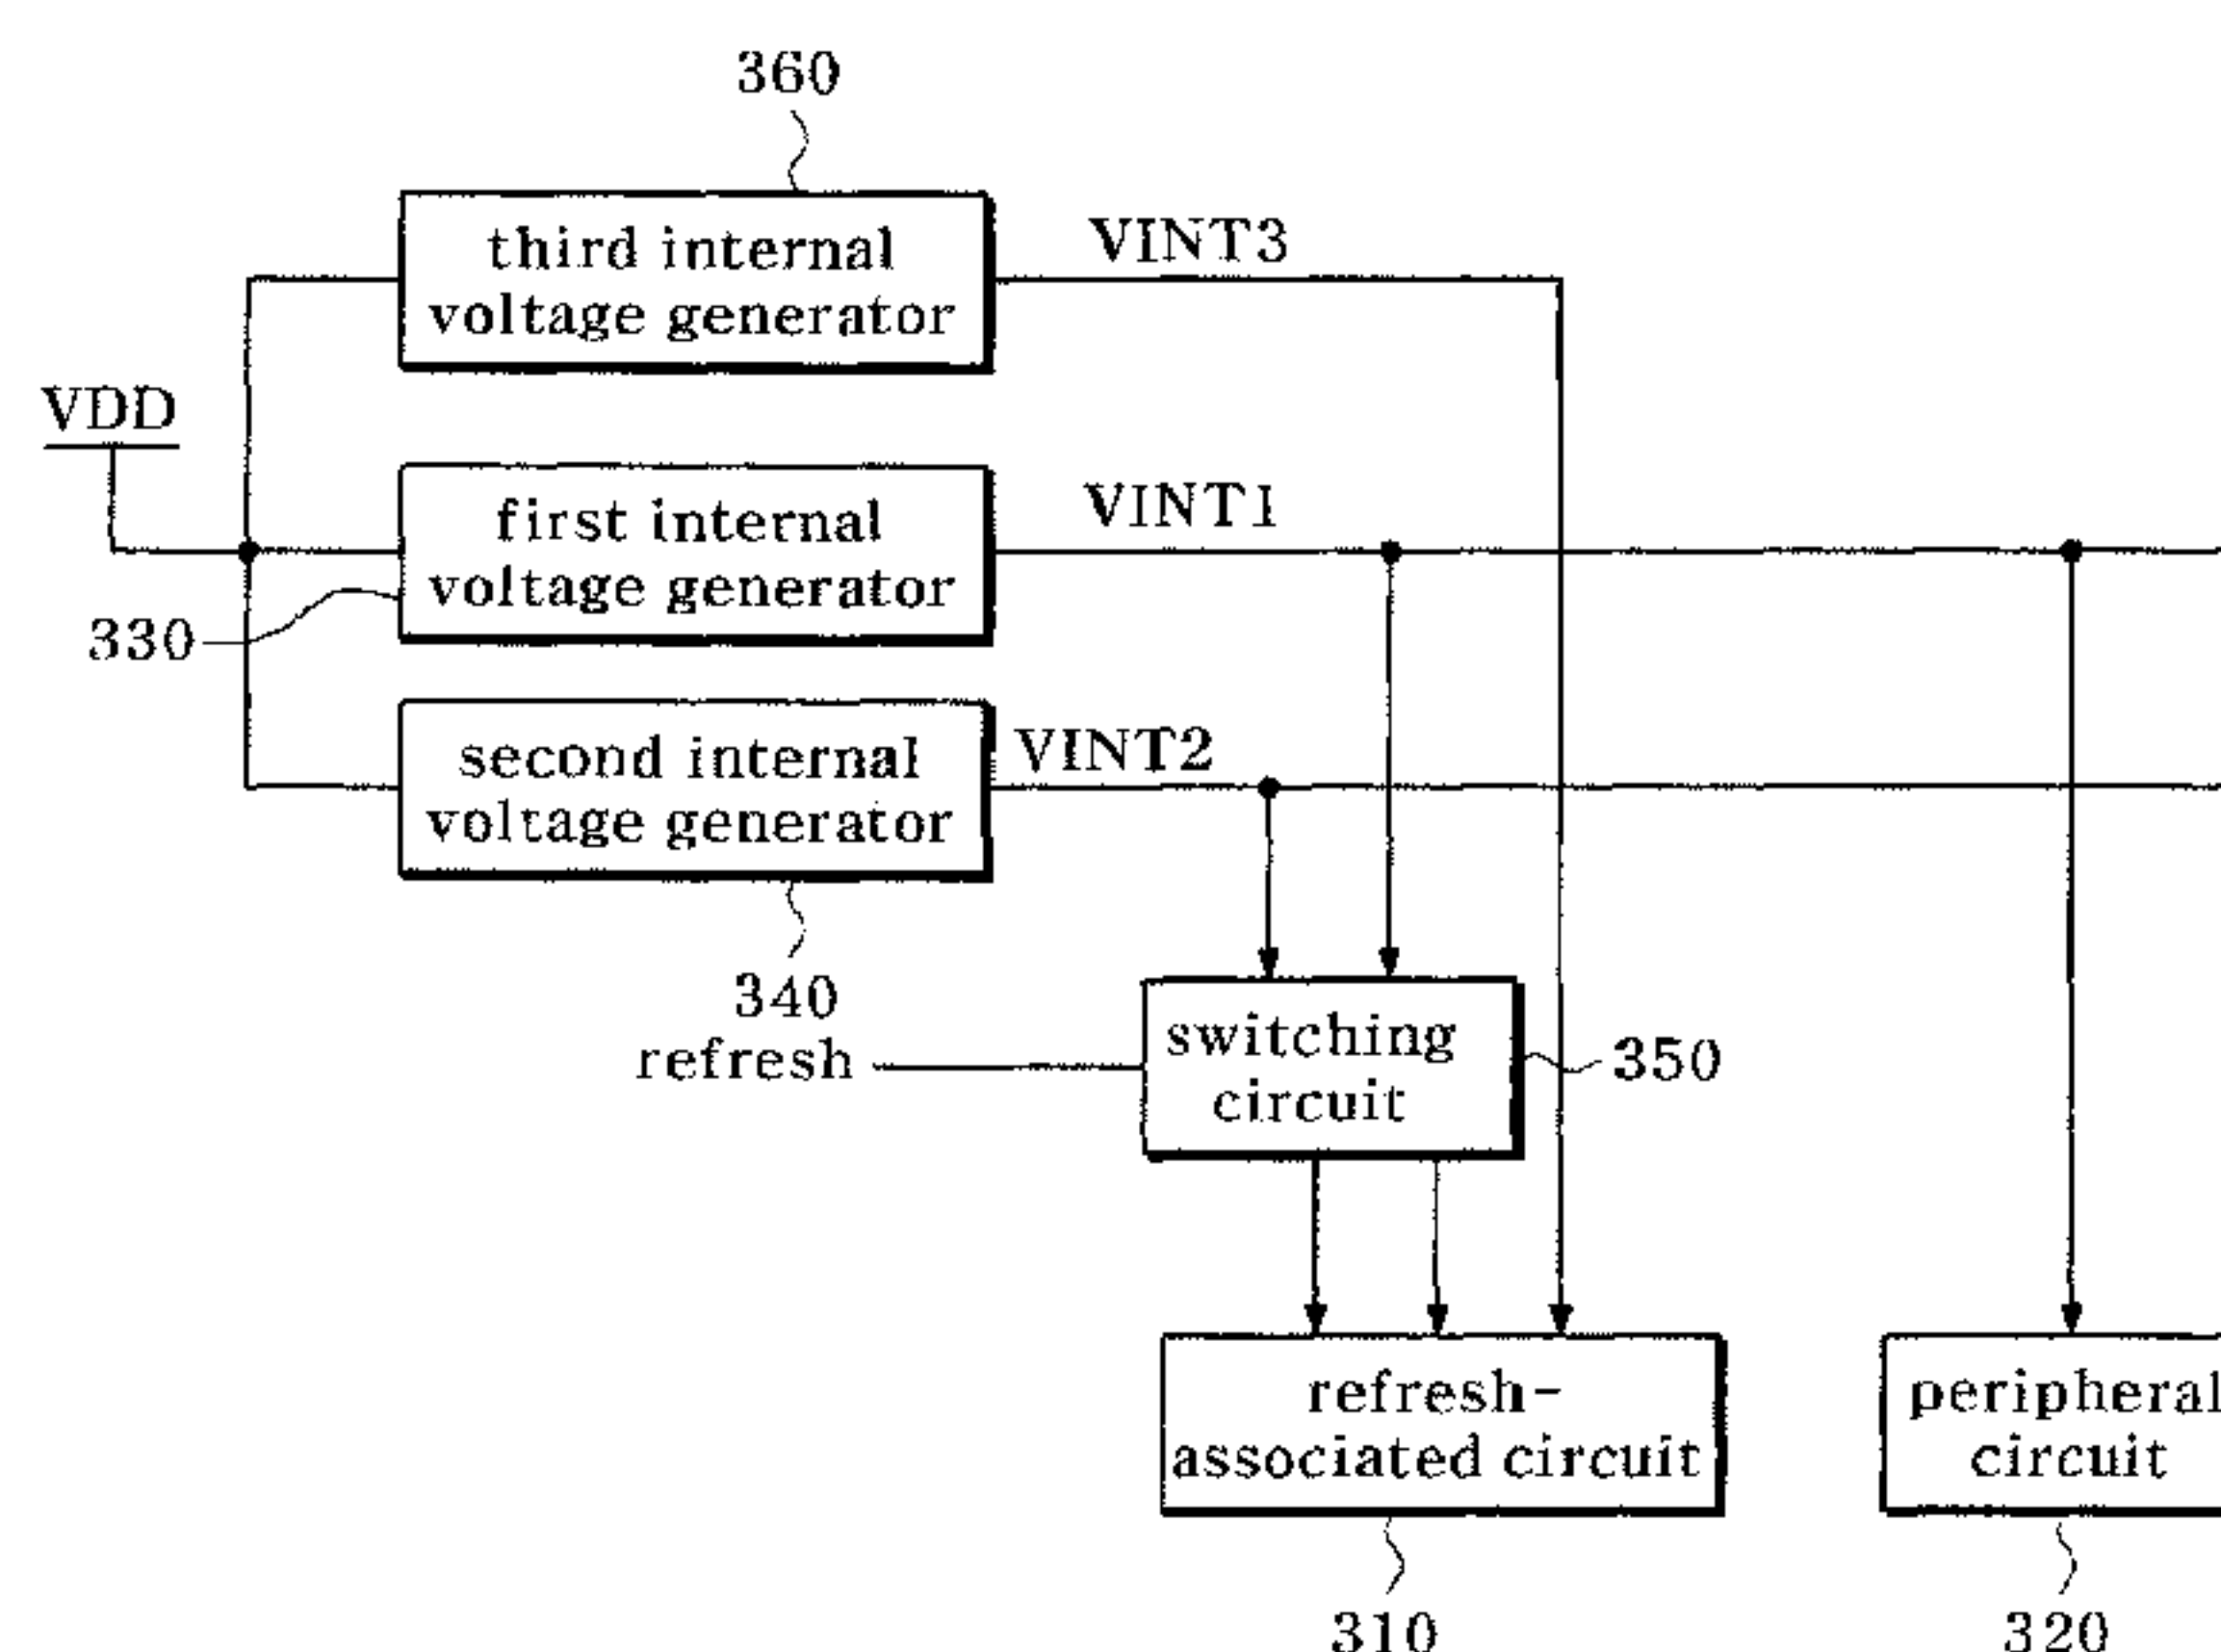 360
third internal
voltage generator
VINT3
VDD
first internal
voltage generator
VINT1
330
second internal
voltage generator
VINT2
340
refresh
switching
circuit
350
refresh-
associated circuit
peripheral
circuit
310
320